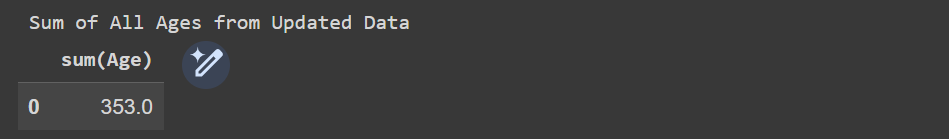 Sum of All Ages from Updated Data
sum(Age)
0 353.0